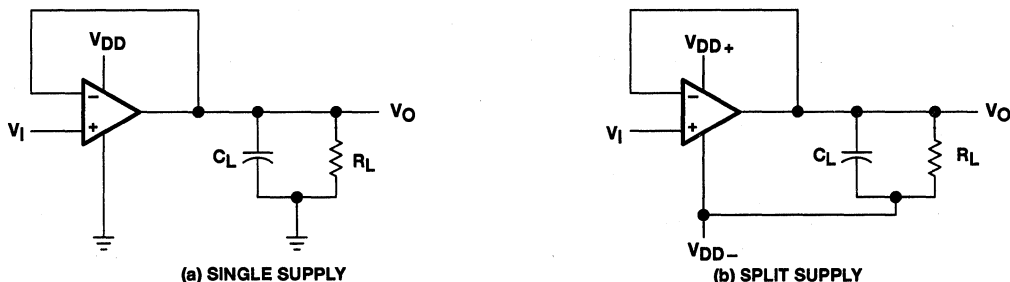 VDD
−
+
VI
VO
CL
RL
(a) SINGLE SUPPLY
VDD+
−
+
VI
VO
CL
RL
VDD−
(b) SPLIT SUPPLY